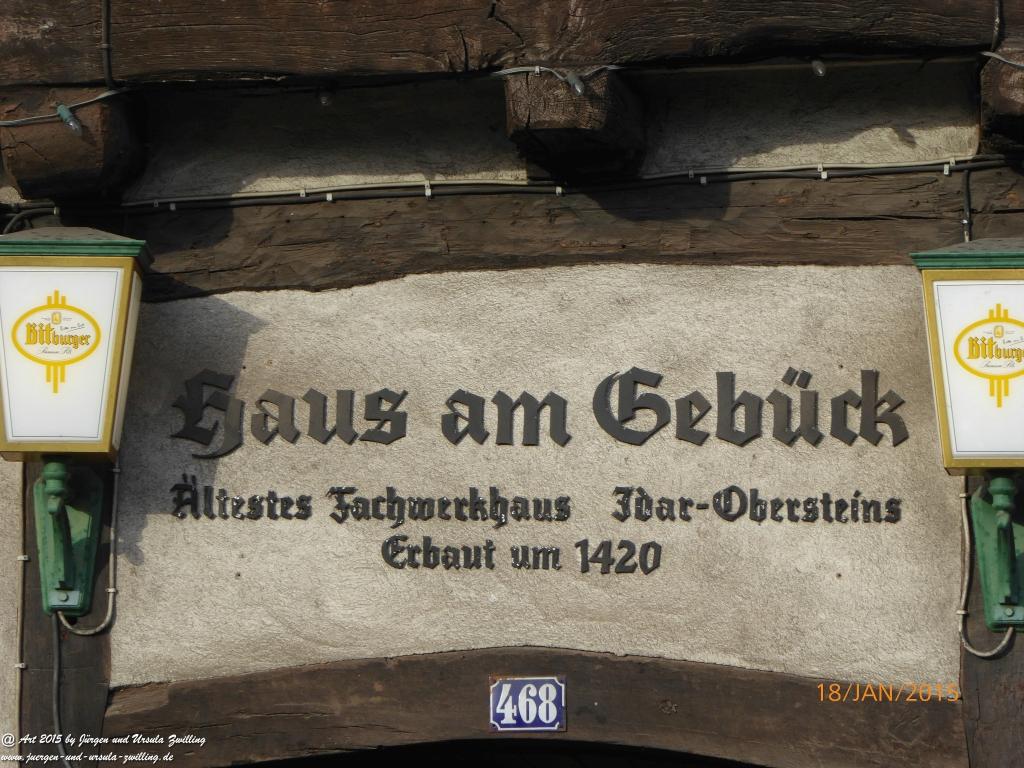 Bitburger
Bitburg
Haus am Gebück
Ältestes Fachwerkhaus Idar-Obersteins
Erbaut um 1420
468
18/JAN/2015
@ Art 2015 by Jürgen und Ursula Zwilling
www.juergen-und-ursula-zwilling.de